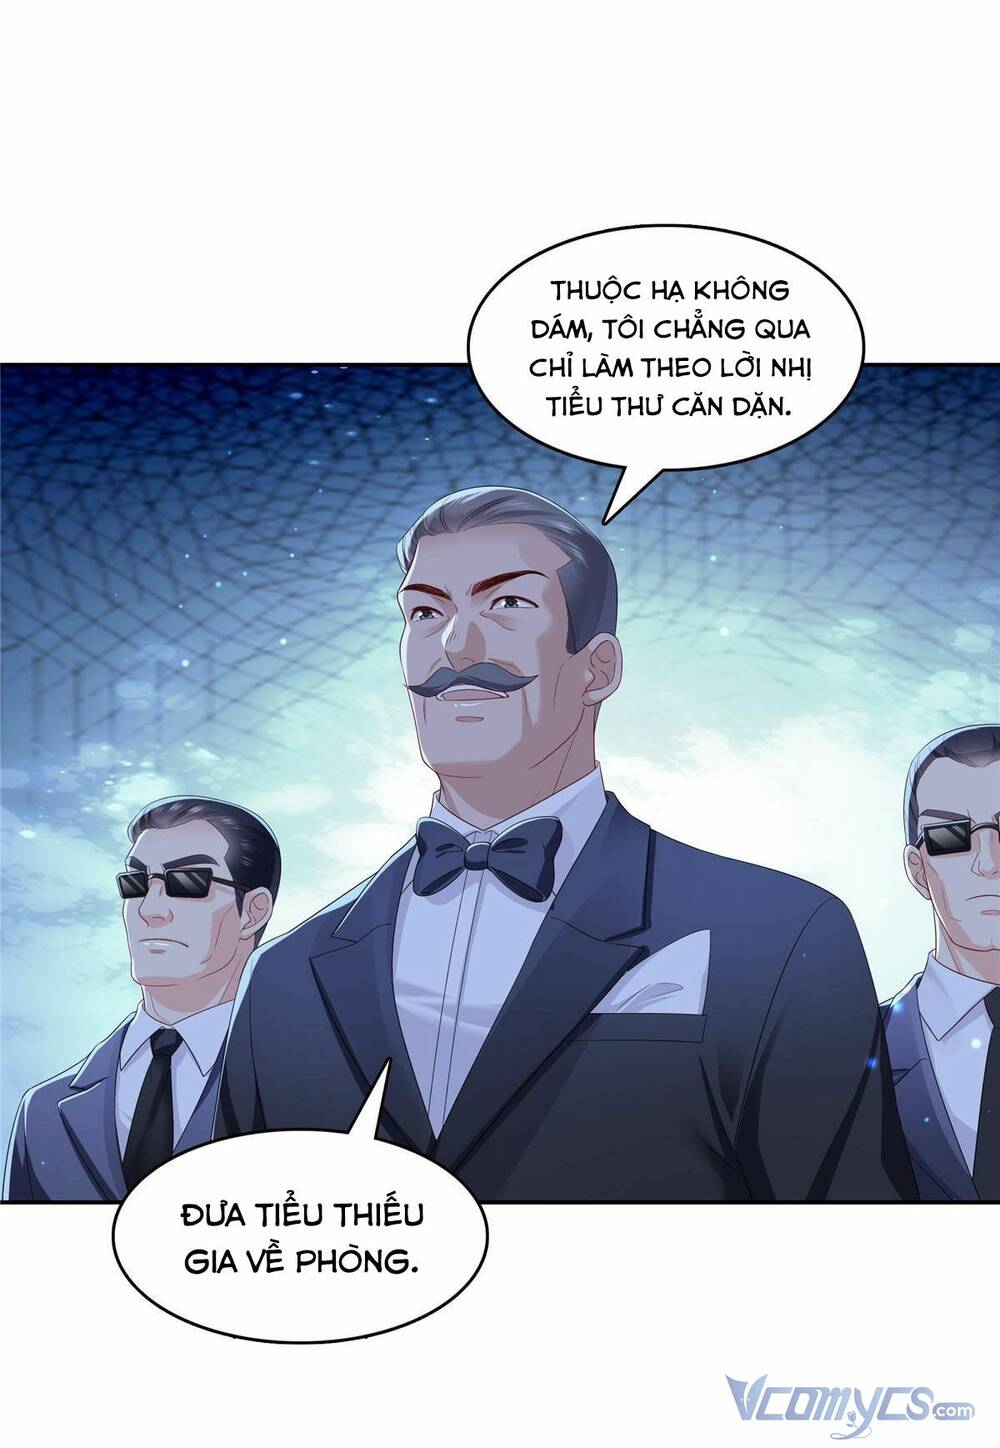 THUỘC HẠ KHÔNG
DÁM, TÔI CHẲNG QUA
CHỈ LÀM THEO LỜI NHỊ
TIỂU THƯ CĂN DẶN.
ĐƯA TIỂU THIẾU
GIA VỀ PHÒNG.
VCOMYCS.com